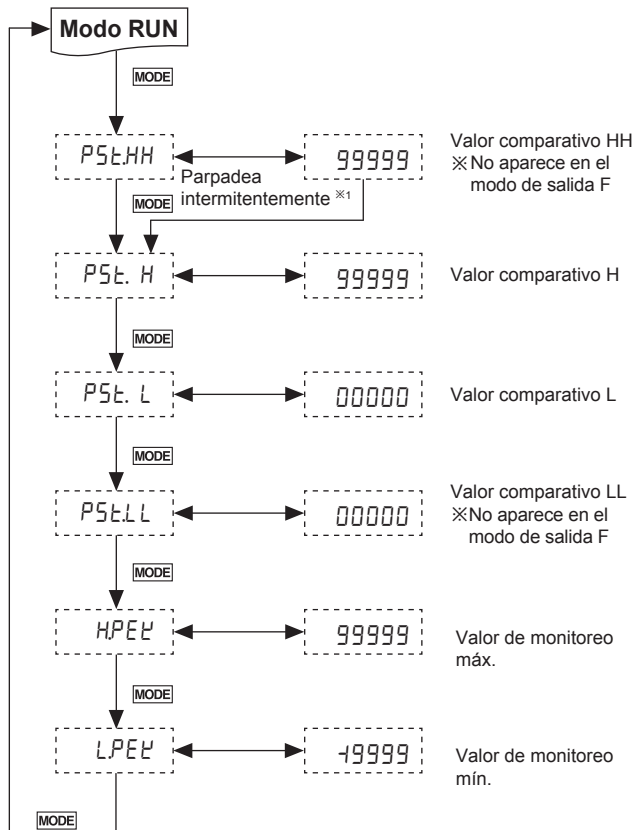 Modo RUN
MODE
PSt.HH
99999
Valor comparativo HH
※No aparece en el
modo de salida F
Parpadea
intermitentemente ※1
MODE
PSt. H
99999
Valor comparativo H
MODE
PSt. L
00000
Valor comparativo L
MODE
PSt.LL
00000
Valor comparativo LL
※No aparece en el
modo de salida F
MODE
H.PEK
99999
Valor de monitoreo
máx.
MODE
L.PEK
-19999
Valor de monitoreo
mín.
MODE